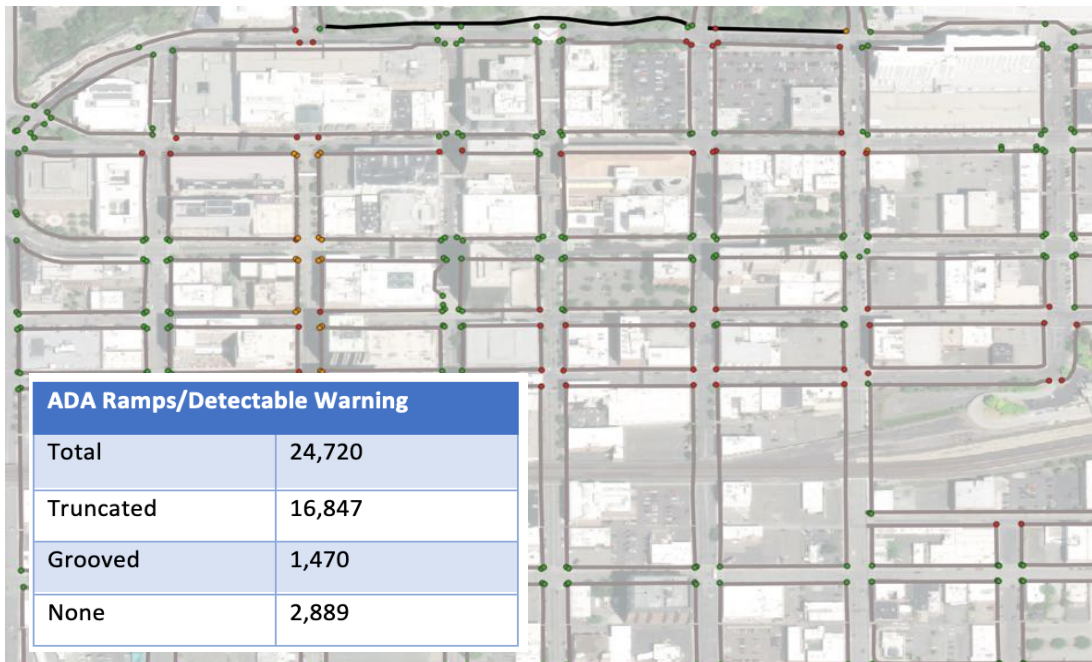 ADA Ramps/Detectable Warning
Total 24,720
Truncated 16,847
Grooved 1,470
None 2,889